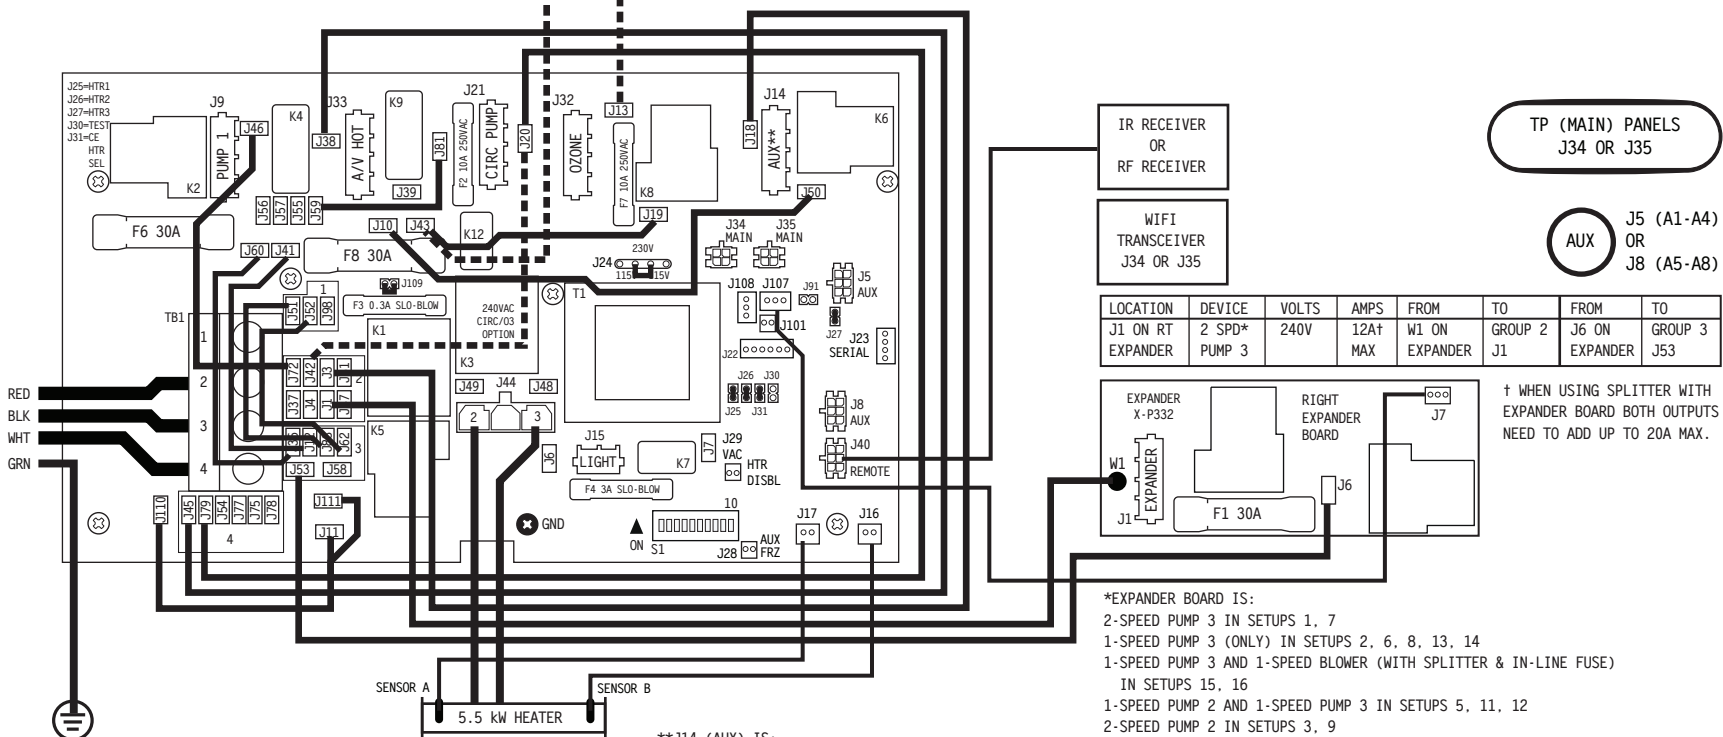 J25=HTR1
J26=HTR2
J27=HTR3
J30=TEST
J31=CE
HTR
SEL
J9
PUMP 1
K2
J46
K4
J33
J38
A/V HOT
K9
J39
J81
J21
F2 10A 250VAC
CIRC PUMP
J20
J32
OZONE
J13
F7 10A 250VAC
K8
J14
J18
AUX**
K6
J50
J56
J57
J55
J59
F6 30A
J60
J41
J10
J43
F8 30A
K12
J19
230V
J24
115V
115V
J34
MAIN
J35
MAIN
J5
AUX
J108
J107
J91
J101
J27
J23
SERIAL
J22
J109
F3 0.3A SLO-BLOW
240VAC
CIRC/O3
OPTION
T1
TB1
1
2
3
4
1
J51
J52
J98
K1
K3
J72
J42
J3
2
J37
J4
J1
J62
3
J53
J58
K5
J49
J44
J48
2
3
J26
J30
J25
J31
J8
AUX
J40
REMOTE
J6
J15
LIGHT
K7
J7
J29
VAC
HTR
DISBL
F4 3A SLO-BLOW
GND
ON
S1
10
J28
AUX
FRZ
J17
J16
J110
J45
J79
J54
J77
J75
J78
4
J111
J11
RED
BLK
WHT
GRN
SENSOR A
SENSOR B
5.5 kW HEATER
**J14 (AUX) IS:
IR RECEIVER
OR
RF RECEIVER
WIFI
TRANSCEIVER
J34 OR J35
TP (MAIN) PANELS
J34 OR J35
AUX
J5 (A1-A4)
OR
J8 (A5-A8)
LOCATION DEVICE VOLTS AMPS FROM TO FROM TO
J1 ON RT 2 SPD* 240V 12A† W1 ON GROUP 2 J6 ON GROUP 3
EXPANDER PUMP 3 MAX EXPANDER J1 EXPANDER J53
EXPANDER
X-P332
RIGHT
EXPANDER
BOARD
J7
W1
EXPANDER
J1
F1 30A
J6
† WHEN USING SPLITTER WITH
EXPANDER BOARD BOTH OUTPUTS
NEED TO ADD UP TO 20A MAX.
*EXPANDER BOARD IS:
2-SPEED PUMP 3 IN SETUPS 1, 7
1-SPEED PUMP 3 (ONLY) IN SETUPS 2, 6, 8, 13, 14
1-SPEED PUMP 3 AND 1-SPEED BLOWER (WITH SPLITTER & IN-LINE FUSE)
IN SETUPS 15, 16
1-SPEED PUMP 2 AND 1-SPEED PUMP 3 IN SETUPS 5, 11, 12
2-SPEED PUMP 2 IN SETUPS 3, 9